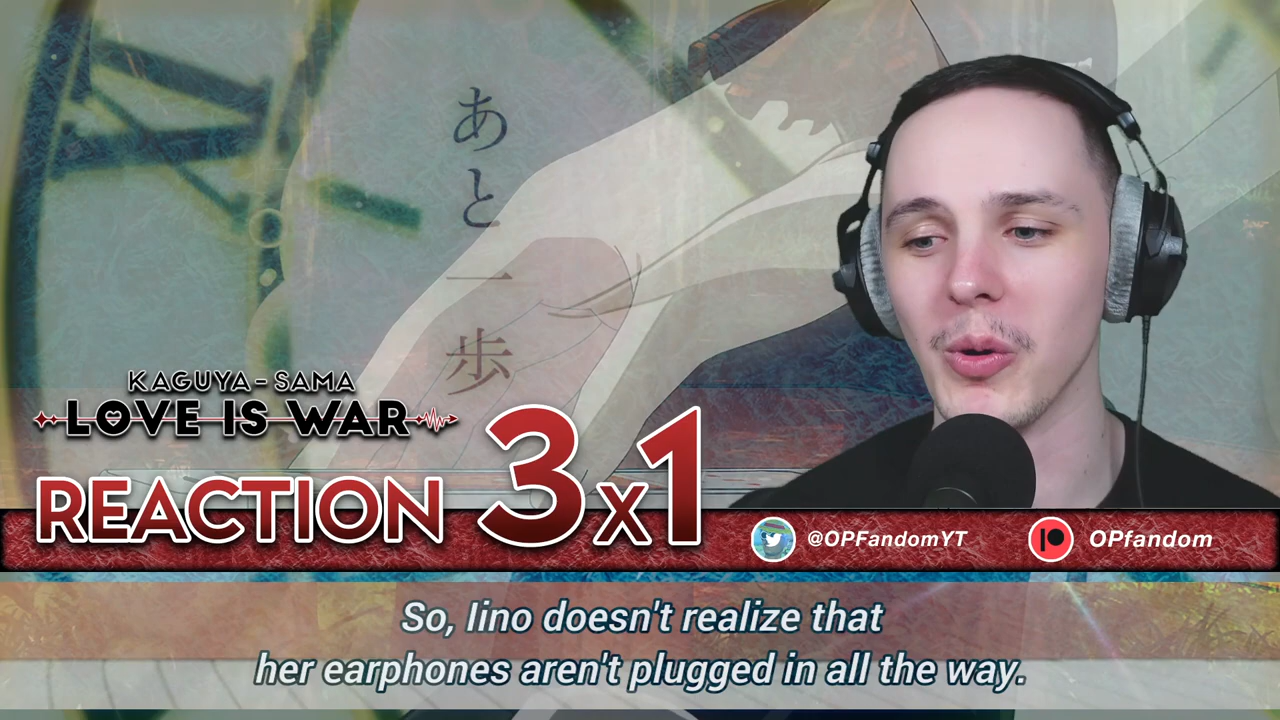 あと一歩
KAGUYA-SAMA
LOVE IS WAR
REACTION 3x1
@OPFandomYT
OPfandom
So, Iino doesn't realize that
her earphones aren't plugged in all the way.